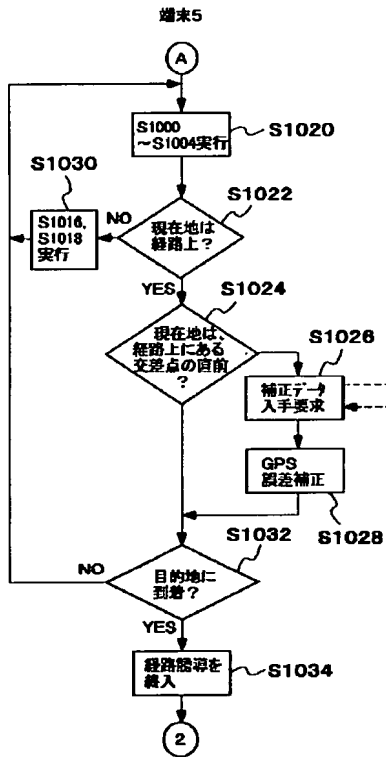 端末5
A
S1000
～S1004実行
S1020
S1030
S1016,
S1018
実行
NO
S1022
現在地は
経路上?
YES
S1024
現在地は、
経路上にある
交差点の直前
?
S1026
補正データ
入手要求
GPS
誤差補正
S1028
S1032
NO
目的地に
到着?
YES
経路誘導を
終入
S1034
2